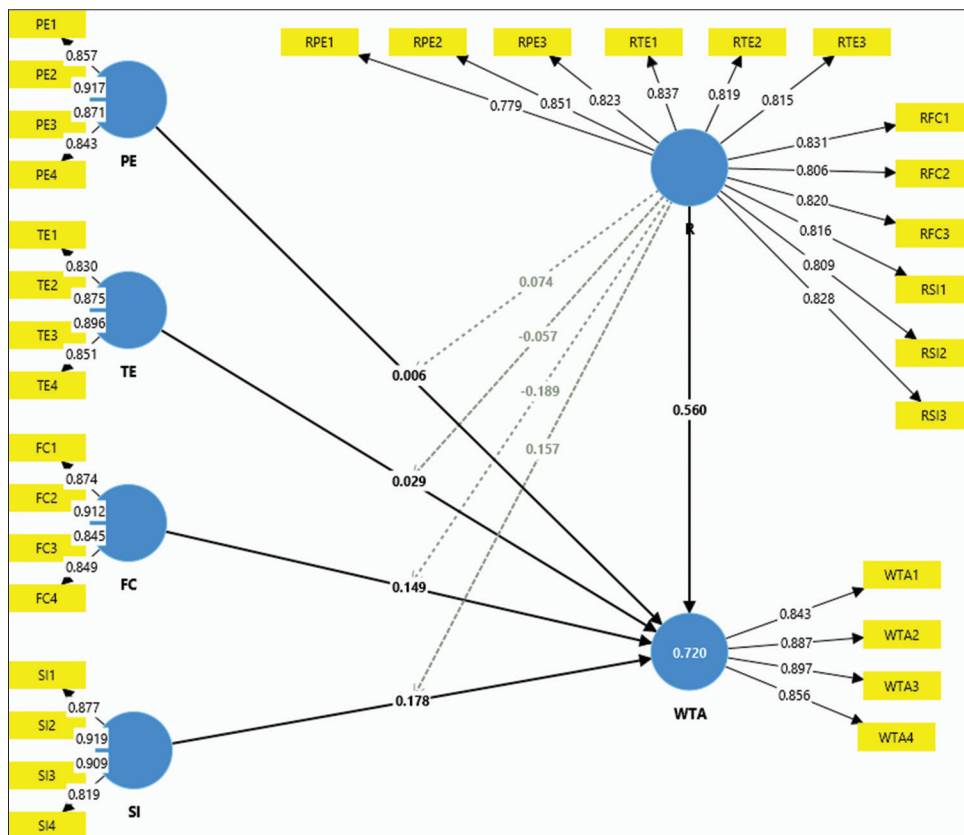 PE1
0.857
PE2
0.917
0.871
PE3
0.843
PE4
PE
TE1
0.830
TE2
0.875
0.896
TE3
0.851
TE4
TE
FC1
0.874
FC2
0.912
0.845
FC3
0.849
FC4
FC
SI1
0.877
SI2
0.919
0.909
SI3
0.819
SI4
SI
RPE1
RPE2
RPE3
RTE1
RTE2
RTE3
0.779
0.851
0.823
0.837
0.819
0.815
R
RFC1
0.831
RFC2
0.806
RFC3
0.820
RSI1
0.816
RSI2
0.809
RSI3
0.828
0.074
-0.057
-0.189
0.157
0.006
0.029
0.149
0.178
0.560
0.720
WTA
WTA1
0.843
WTA2
0.887
WTA3
0.897
WTA4
0.856